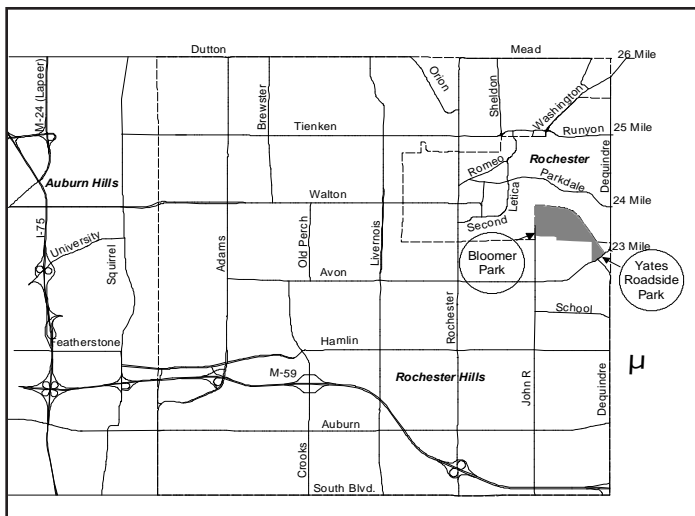 Dutton
Mead
26 Mile
M-24 (Lapeer)
Brewster
Orion
Sheldon
Washington
Tienken
Runyon
25 Mile
Romeo
Rochester
Parkdale
Dequindre
Auburn Hills
Letica
Walton
24 Mile
Second
I-75
University
Squirrel
Adams
Old Perch
Livernois
23 Mile
Bloomer
Park
Yates
Roadside
Park
Avon
Rochester
School
Featherstone
Hamlin
µ
M-59
Rochester Hills
John R
Dequindre
Auburn
Crooks
South Blvd.